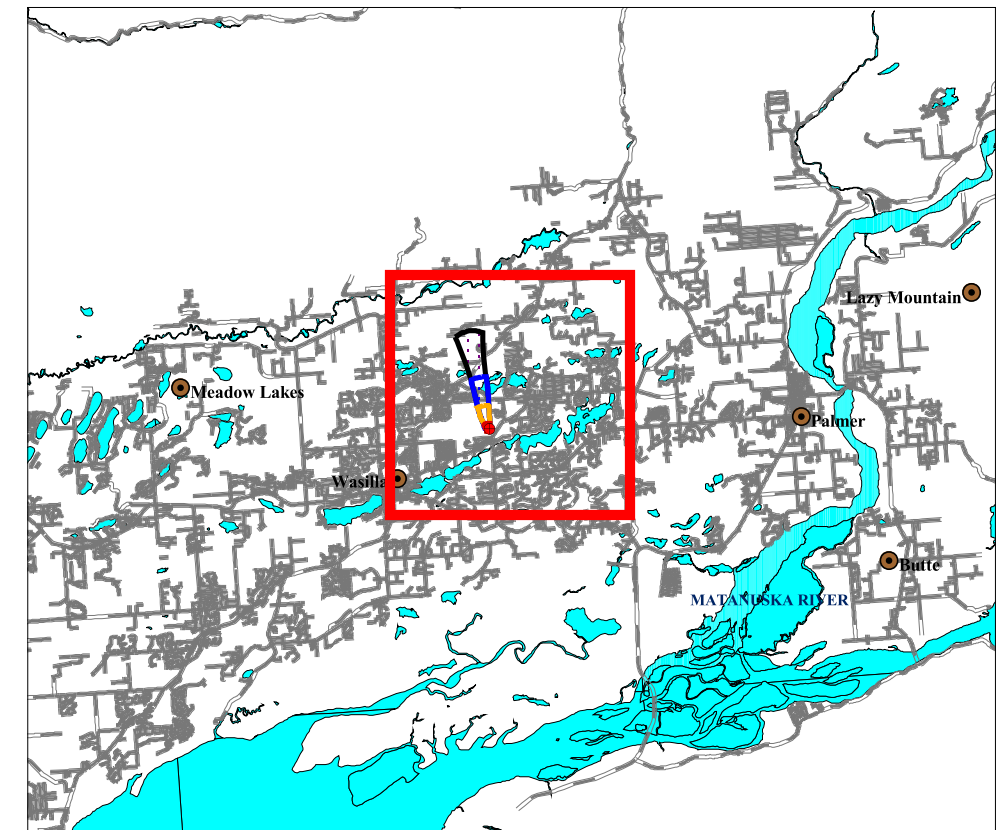 Lazy Mountain
Meadow Lakes
Palmer
Wasilla
Butte
MATANUSKA RIVER